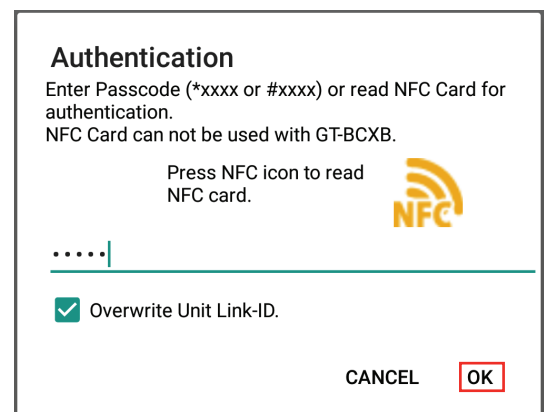 Authentication
Enter Passcode (*xxxx or #xxxx) or read NFC Card for
authentication.
NFC Card can not be used with GT-BCXB.
Press NFC icon to read
NFC card.
NFC
•••••
Overwrite Unit Link-ID.
CANCEL OK